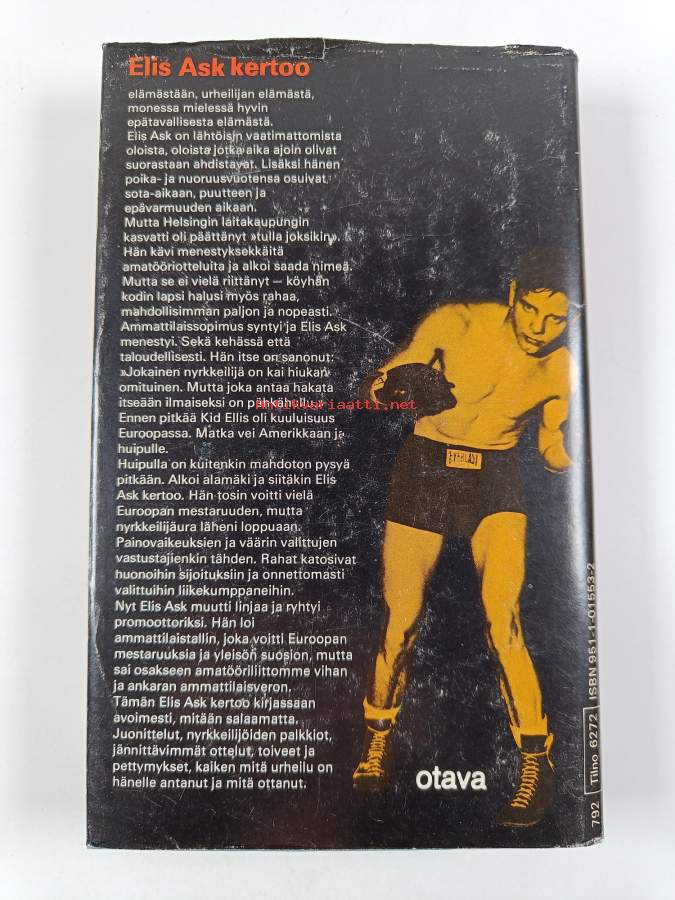 Elis Ask kertoo
elämästään, urheilijan elämästä,
monessa mielessä hyvin
epätavallisesta elämästä.
Elis Ask on lähtöisin vaatimattomista
oloista, oloista jotka aika ajoin olivat
suorastaan ahdistavat. Lisäksi hänen
poika- ja nuoruusvuotensa osuivat
sota-aikaan, puutteen ja
epävarmuuden aikaan.
Mutta Helsingin laitakaupungin
kasvatti oli päättänyt »tulla joksikin».
Hän kävi menestyksekkäitä
amatööriotteluita ja alkoi saada nimeä.
Mutta se ei vielä riittänyt — köyhän
kodin lapsi halusi myös rahaa,
mahdollisimman paljon ja nopeasti.
Ammattilaissopimus syntyi ja Elis Ask
menestyi. Sekä kehässä että
taloudellisesti. Hän itse on sanonut:
»Jokainen nyrkkeilijä on kai hiukan
omituinen. Mutta joka antaa hakata
itseään ilmaiseksi on pähkähullu.»
antikvariaatti.net
Ennen pitkää Kid Ellis oli kuuluisuus
Euroopassa. Matka vei Amerikkaan ja
huipulle.
Huipulla on kuitenkin mahdoton pysyä
pitkään. Alkoi alamäki ja siitäkin Elis
Ask kertoo. Hän tosin voitti vielä
Euroopan mestaruuden, mutta
nyrkkeilijäura läheni loppuaan.
Painovaikeuksien ja väärin valittujen
vastustajienkin tähden. Rahat katosivat
huonoihin sijoituksiin ja onnettomasti
valittuihin liikekumppaneihin.
Nyt Elis Ask muutti linjaa ja ryhtyi
promoottoriksi. Hän loi
ammattilaistallin, joka voitti Euroopan
mestaruuksia ja yleisön suosion, mutta
sai osakseen amatööriliittomme vihan
ja ankaran ammattilaisveron.
Tämän Elis Ask kertoo kirjassaan
avoimesti, mitään salaamatta.
Juonittelut, nyrkkeilijöiden palkkiot,
jännittävimmät ottelut, toiveet ja
pettymykset, kaiken mitä urheilu on
hänelle antanut ja mitä ottanut.
EVERLAST
otava
792 Tilno 6272 ISBN 951-1-01553-2